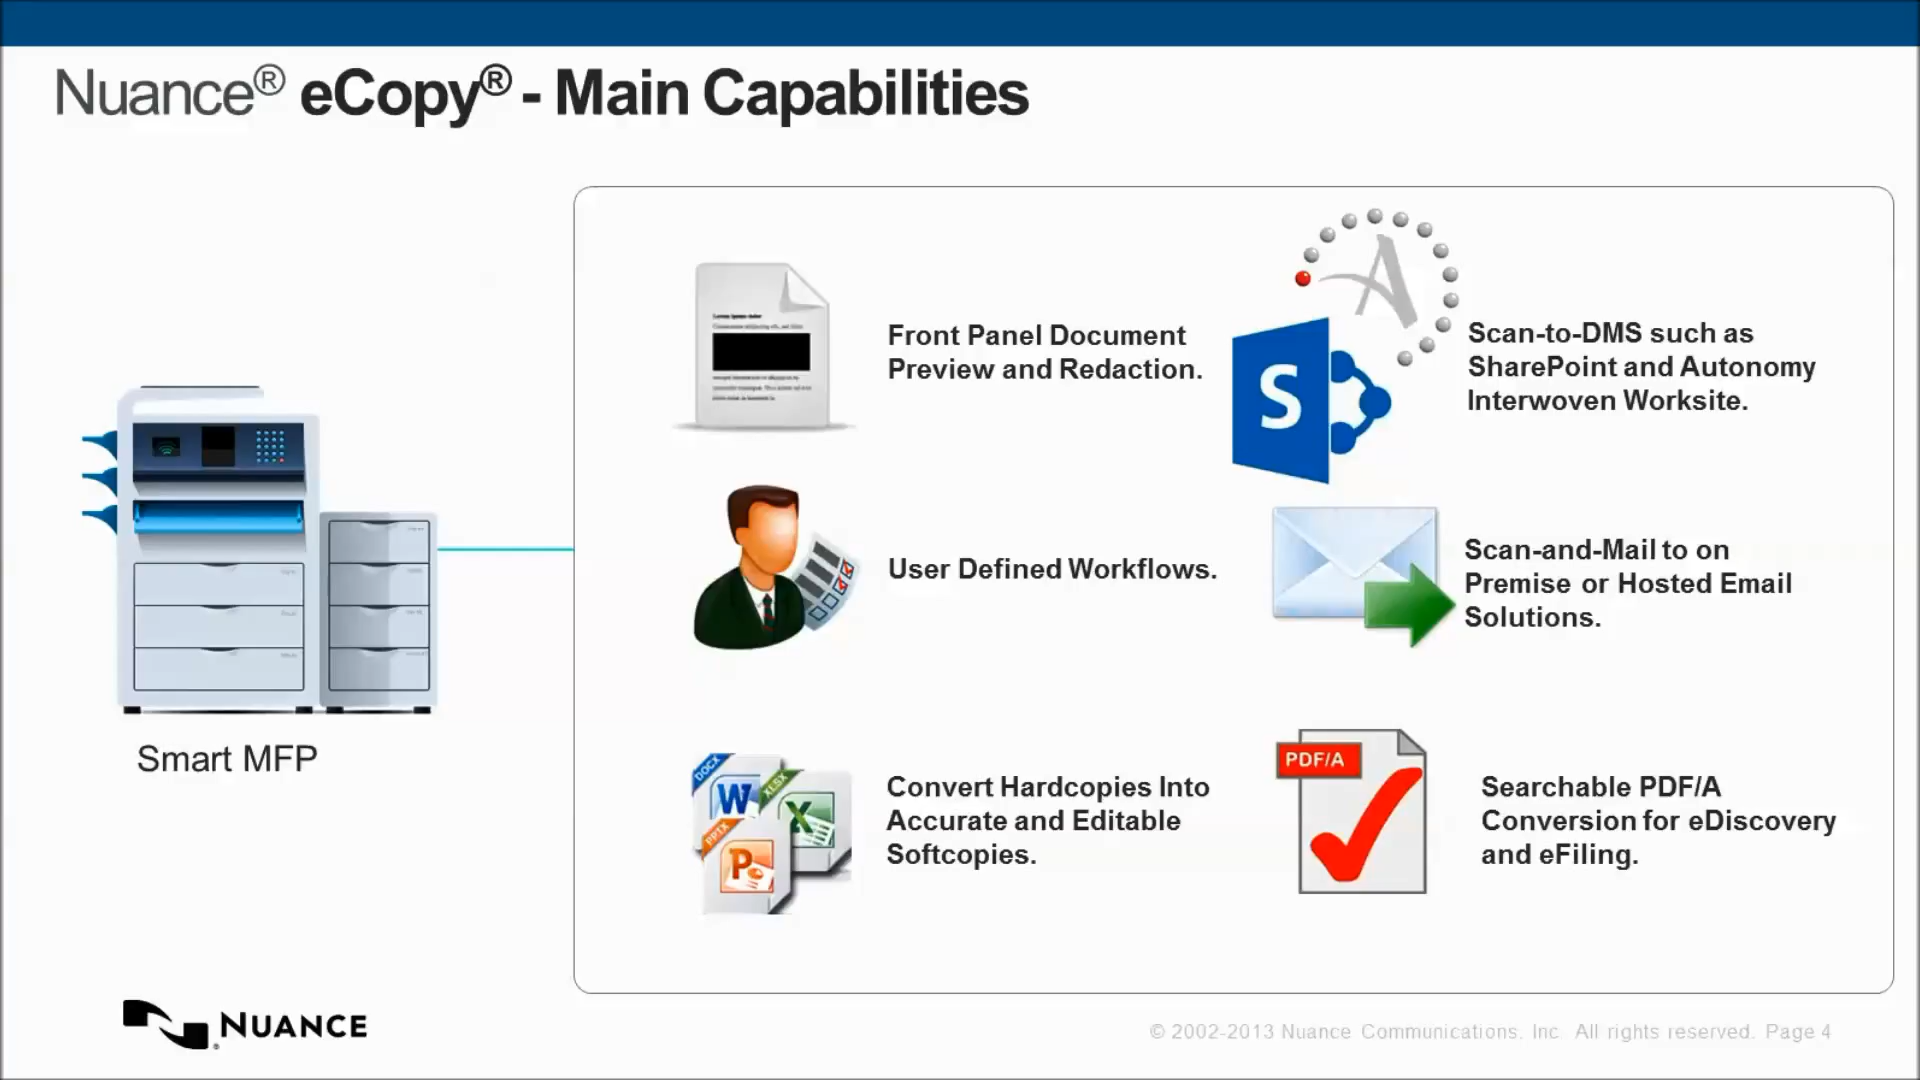 Nuance® eCopy® - Main Capabilities
Front Panel Document
Preview and Redaction.
Scan-to-DMS such as
SharePoint and Autonomy
Interwoven Worksite.
A
S
User Defined Workflows.
Scan-and-Mail to on
Premise or Hosted Email
Solutions.
Smart MFP
DOCX
W
XLSX
X
PPTX
P
Convert Hardcopies Into
Accurate and Editable
Softcopies.
PDF/A
Searchable PDF/A
Conversion for eDiscovery
and eFiling.
NUANCE®
© 2002-2013 Nuance Communications, Inc All rights reserved. Page 4